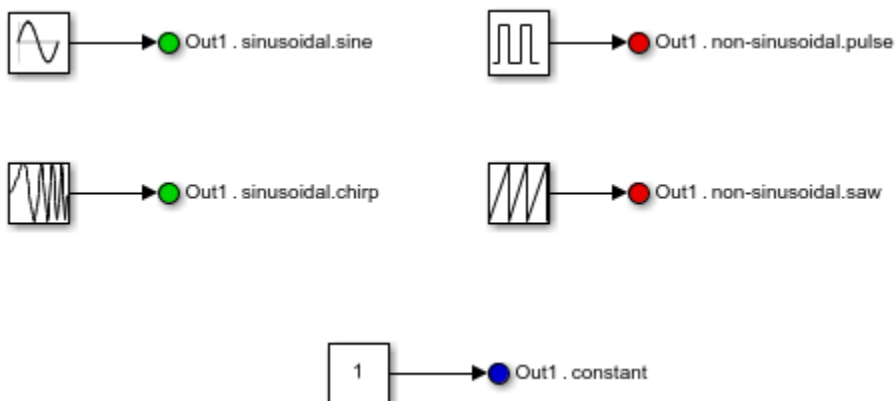 Out1 . sinusoidal.sine
Out1 . non-sinusoidal.pulse
Out1 . sinusoidal.chirp
Out1 . non-sinusoidal.saw
1
Out1 . constant